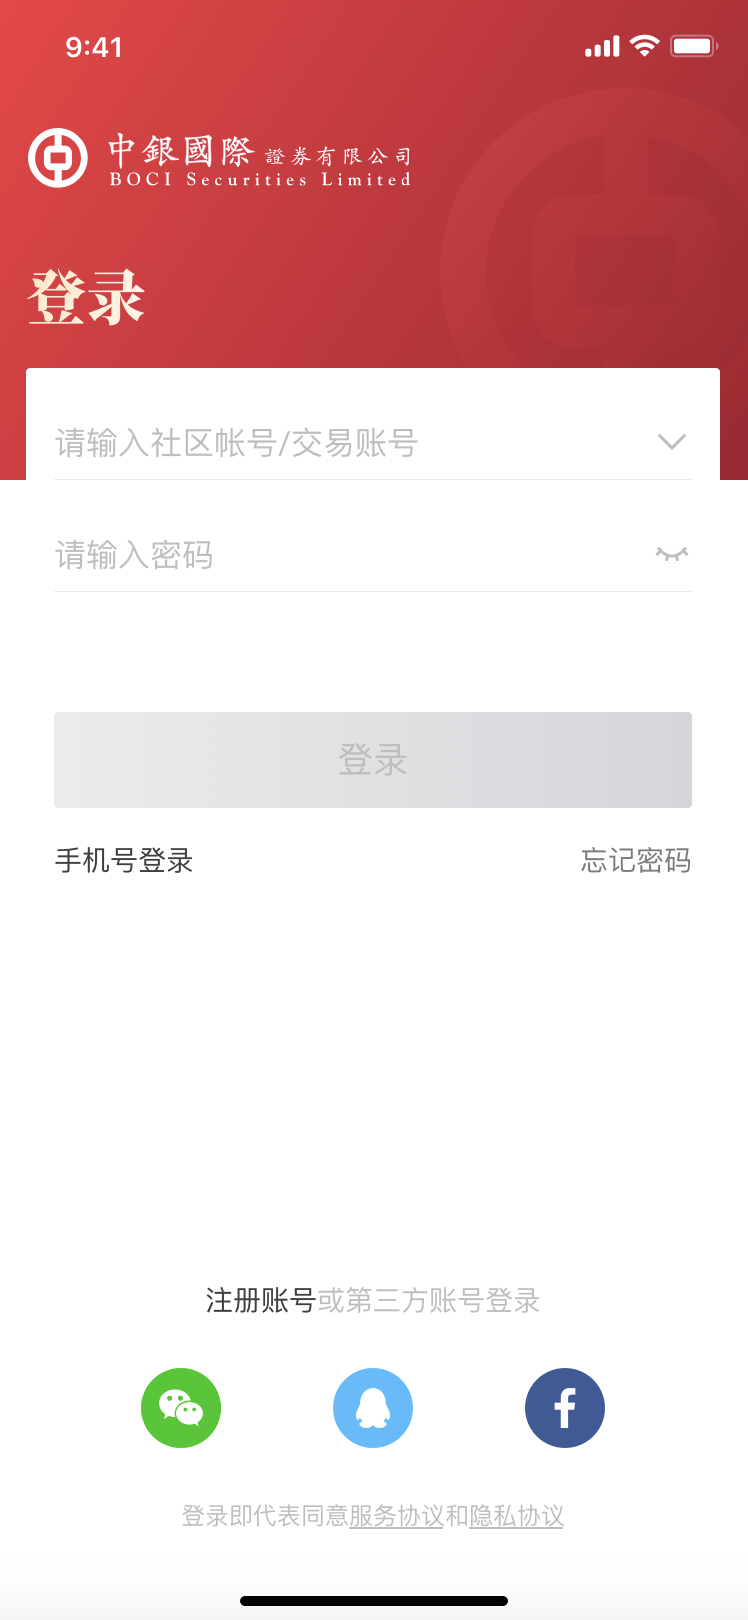 9:41
中銀國際 證券有限公司
BOCI Securities Limited
登录
请输入社区帐号/交易账号
请输入密码
登录
手机号登录
忘记密码
注册账号或第三方账号登录
登录即代表同意服务协议和隐私协议